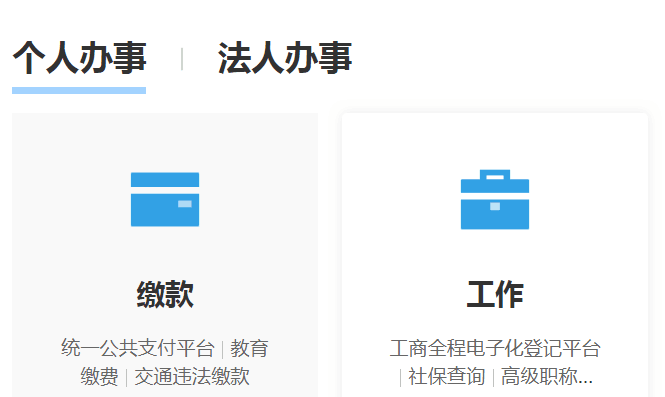 个人办事 | 法人办事
缴款
统一公共支付平台 | 教育
缴费 | 交通违法缴款
工作
工商全程电子化登记平台
| 社保查询 | 高级职称...